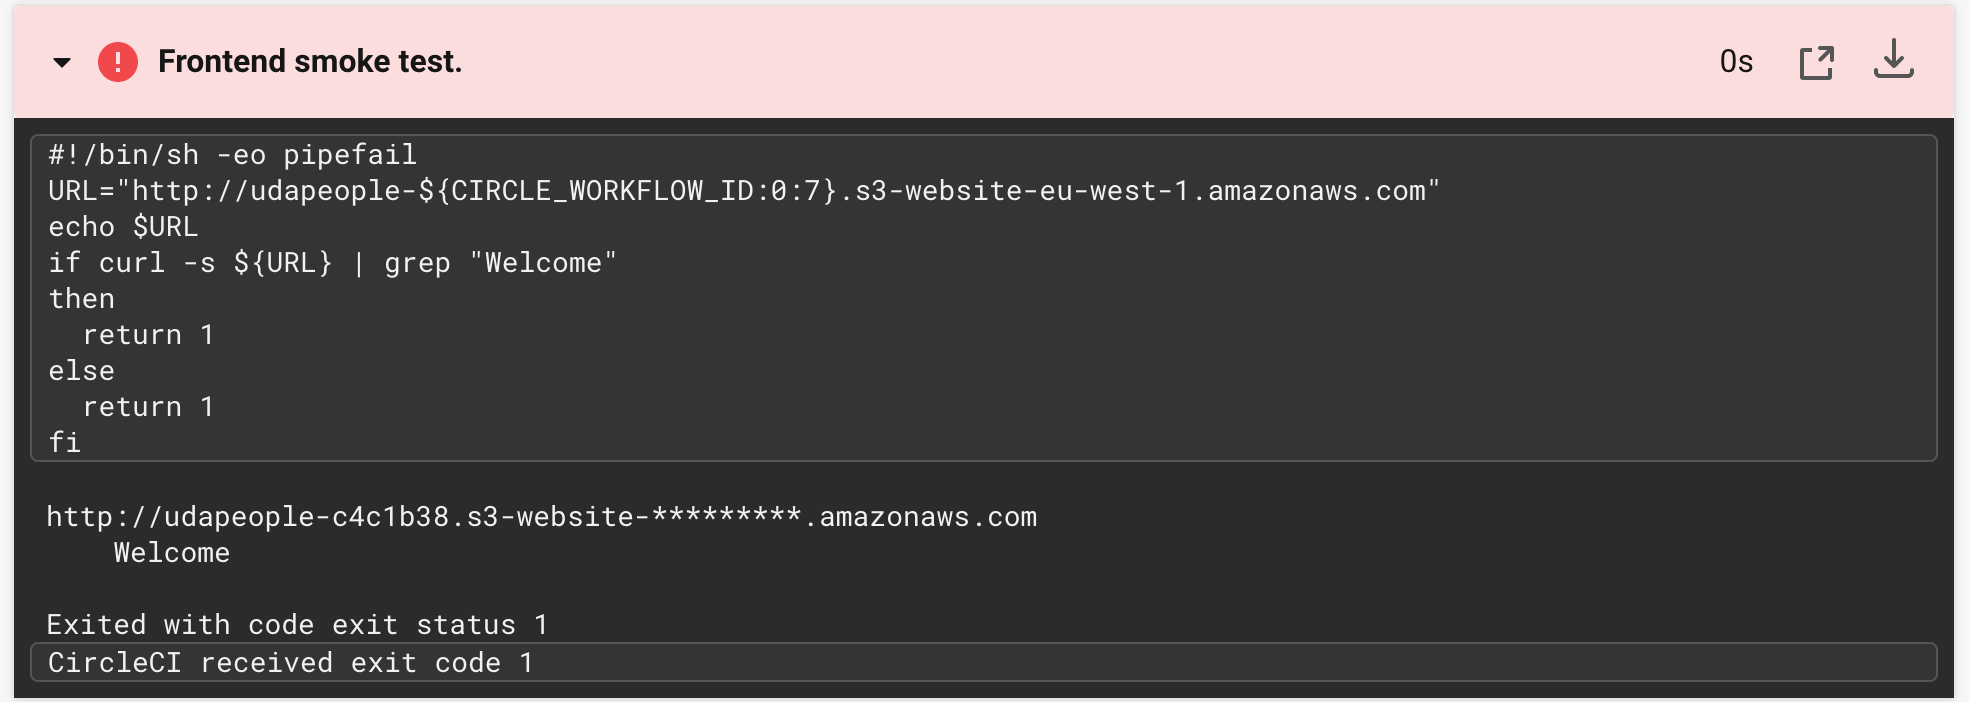 Frontend smoke test.
0s
#!/bin/sh -eo pipefail
URL="http://udapeople-${CIRCLE_WORKFLOW_ID:0:7}.s3-website-eu-west-1.amazonaws.com"
echo $URL
if curl -s ${URL} | grep "Welcome"
then
  return 1
else
  return 1
fi
http://udapeople-c4c1b38.s3-website-*********.amazonaws.com
    Welcome
Exited with code exit status 1
CircleCI received exit code 1